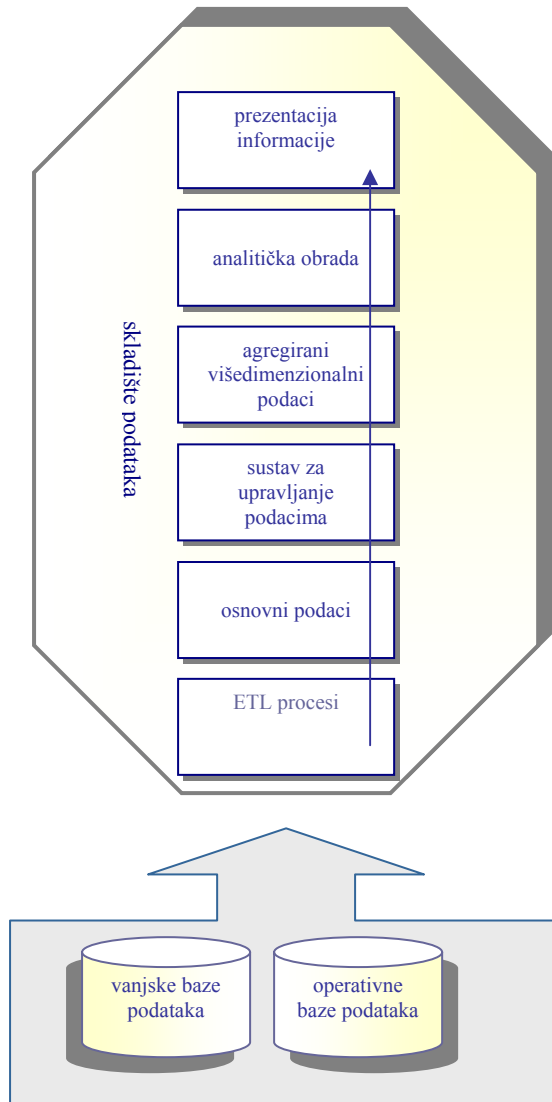 prezentacija
informacije
analitička obrada
agregirani
višedimenzionalni
podaci
skladište podataka
sustav za
upravljanje
podacima
osnovni podaci
ETL procesi
vanjske baze
podataka
operativne
baze podataka